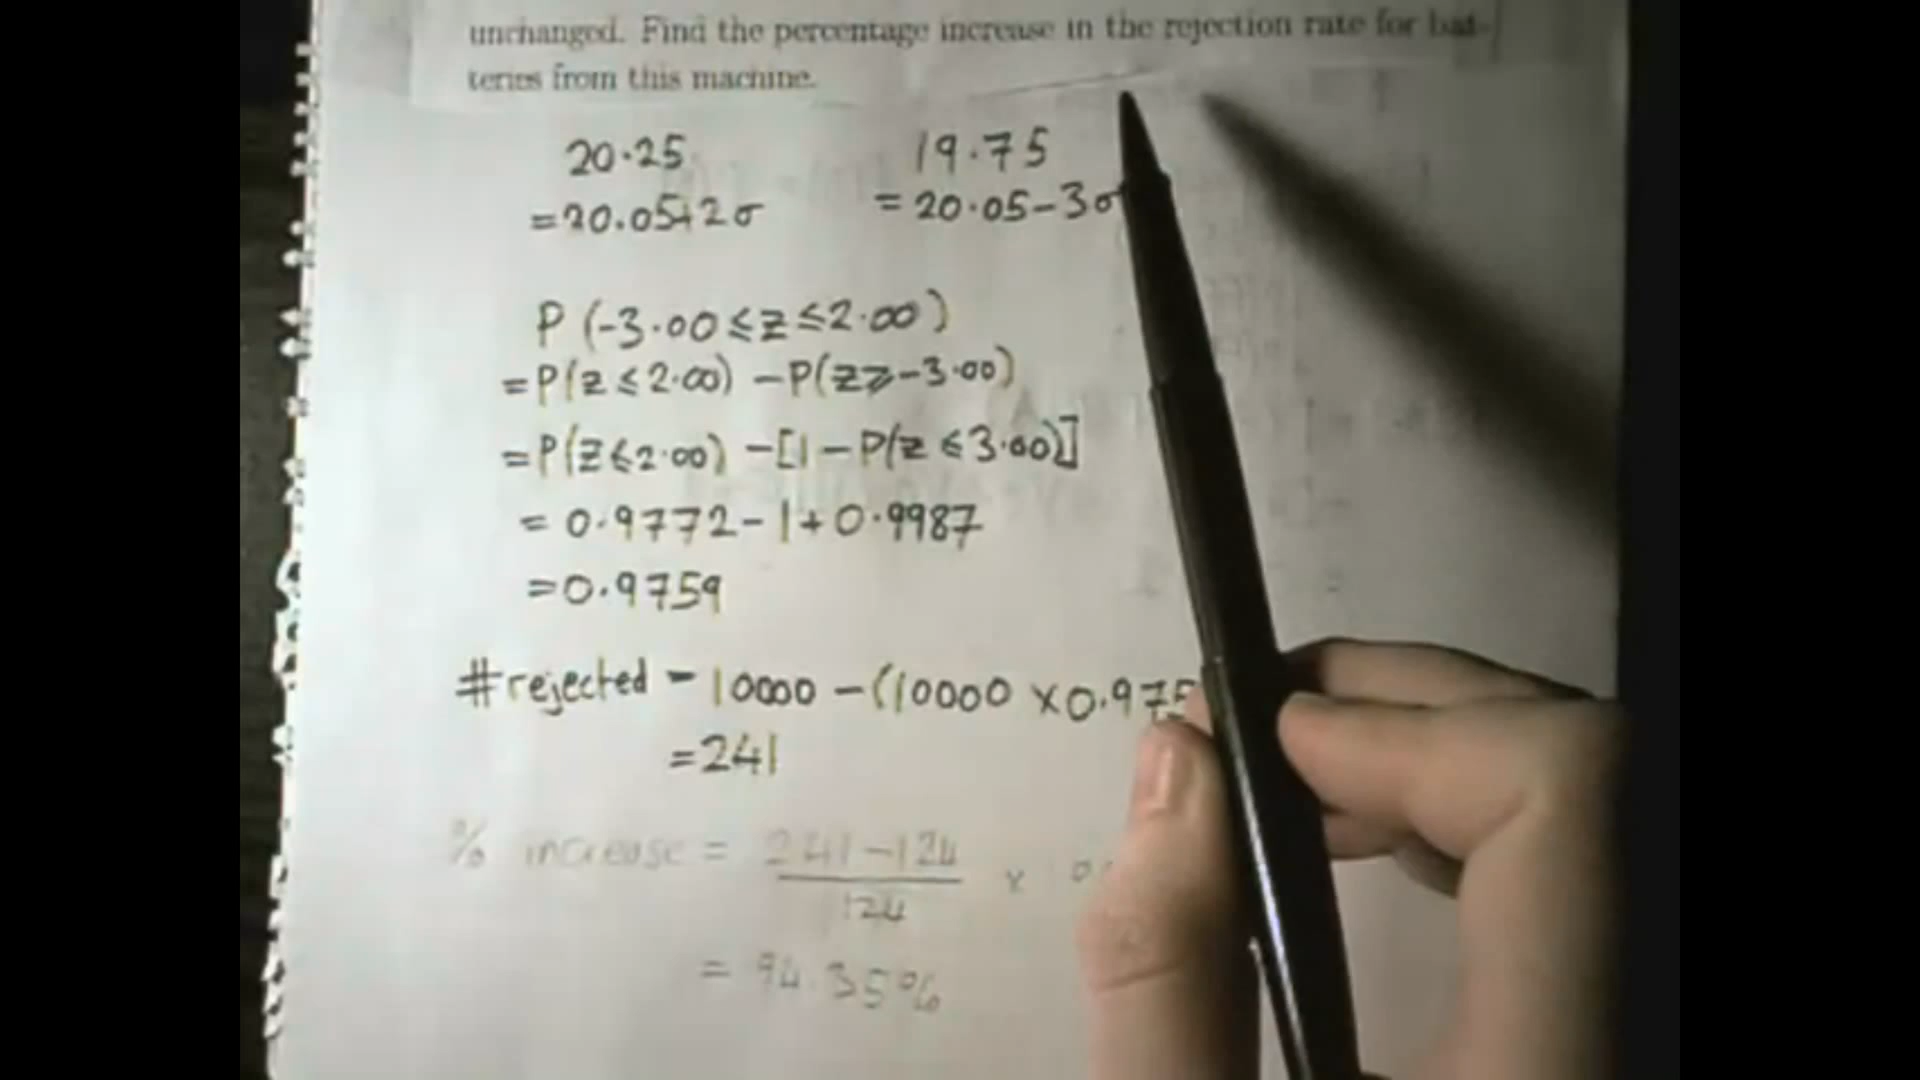 unchanged. Find the percentage increase in the rejection rate for bat-
teries from this machine.
20.25 19.75
=20.05+2σ =20.05-3σ
P(-3.00≤z≤2.00)
=P(z≤2.00) -P(z≥-3.00)
=P(z≤2.00) -[1-P(z≤3.00)]
= 0.9772-1+0.9987
=0.9759
#rejected = 10000 -(10000 ×0.975
=241
% increase = 241-124 ×
124
= 94.35%